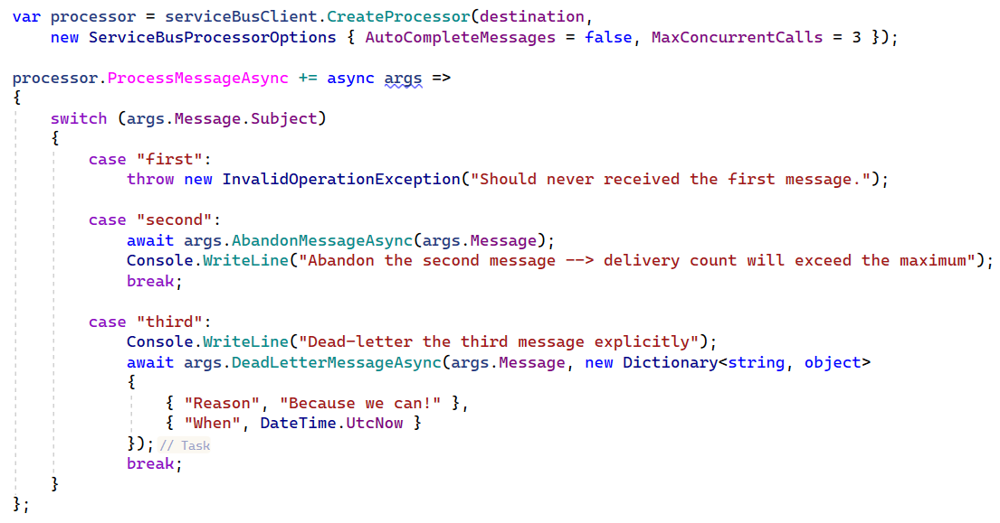 var processor = serviceBusClient.CreateProcessor(destination,
    new ServiceBusProcessorOptions { AutoCompleteMessages = false, MaxConcurrentCalls = 3 });

processor.ProcessMessageAsync += async args =>
{
    switch (args.Message.Subject)
    {
        case "first":
            throw new InvalidOperationException("Should never received the first message.");

        case "second":
            await args.AbandonMessageAsync(args.Message);
            Console.WriteLine("Abandon the second message --> delivery count will exceed the maximum");
            break;

        case "third":
            Console.WriteLine("Dead-letter the third message explicitly");
            await args.DeadLetterMessageAsync(args.Message, new Dictionary<string, object>
            {
                { "Reason", "Because we can!" },
                { "When", DateTime.UtcNow }
            }); // Task
            break;
    }
};